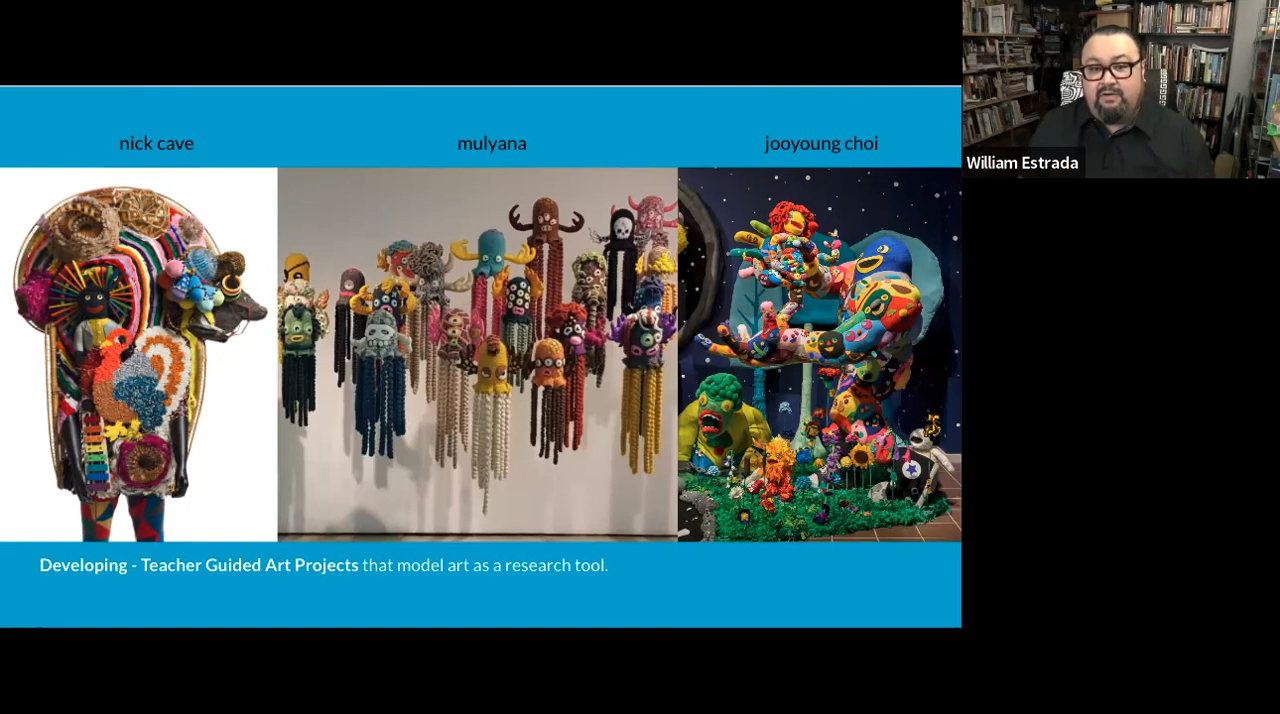 nick cave
mulyana
jooyoung choi
William Estrada
Developing - Teacher Guided Art Projects that model art as a research tool.